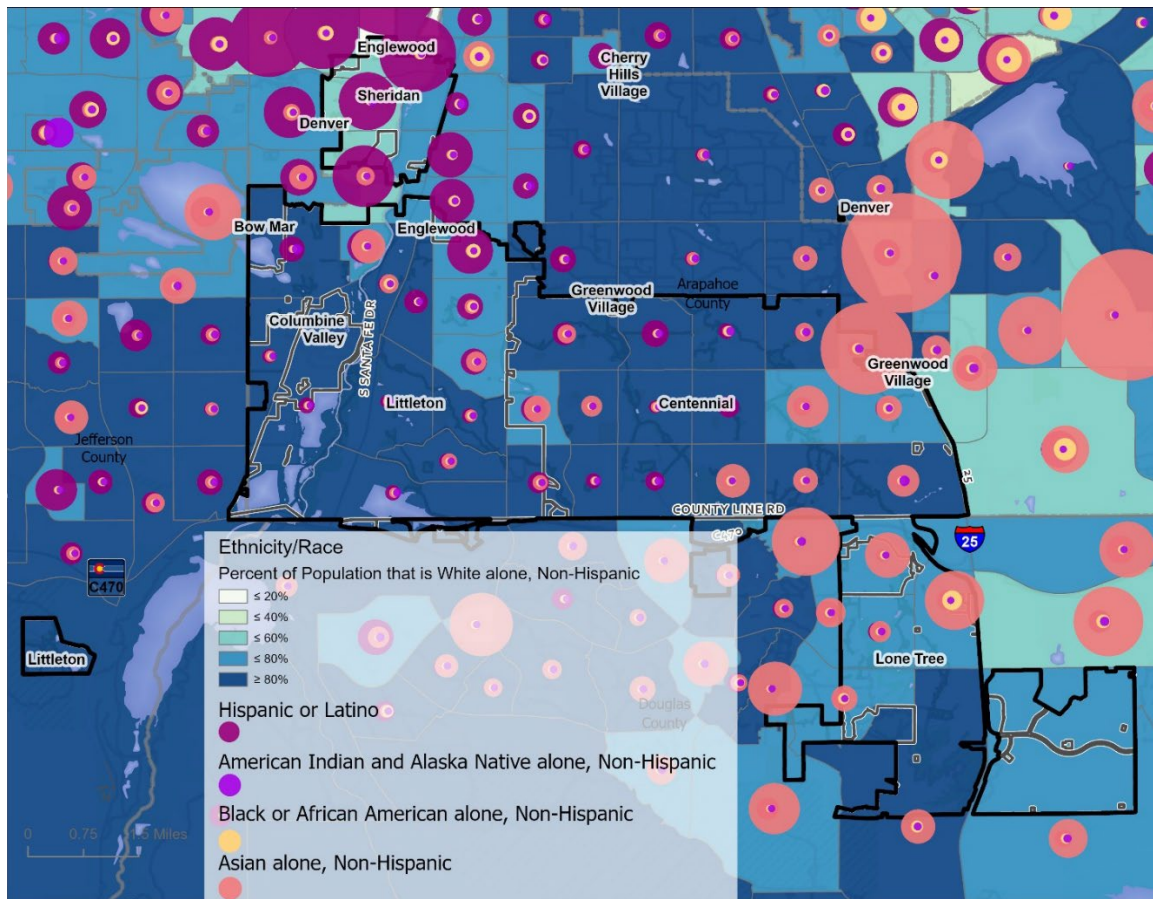 Englewood
Cherry
Hills
Village
Sheridan
Denver
Denver
Bow Mar
Englewood
Arapahoe
County
Greenwood
Village
Columbine
Valley
S SANTA FE DR
Greenwood
Village
Littleton
Centennial
Jefferson
County
25
COUNTY LINE RD
C470
25
C470
Littleton
Lone Tree
Douglas
County
Ethnicity/Race
Percent of Population that is White alone, Non-Hispanic
≤ 20%
≤ 40%
≤ 60%
≤ 80%
≥ 80%
Hispanic or Latino
American Indian and Alaska Native alone, Non-Hispanic
Black or African American alone, Non-Hispanic
Asian alone, Non-Hispanic
0 0.75 1.5 Miles